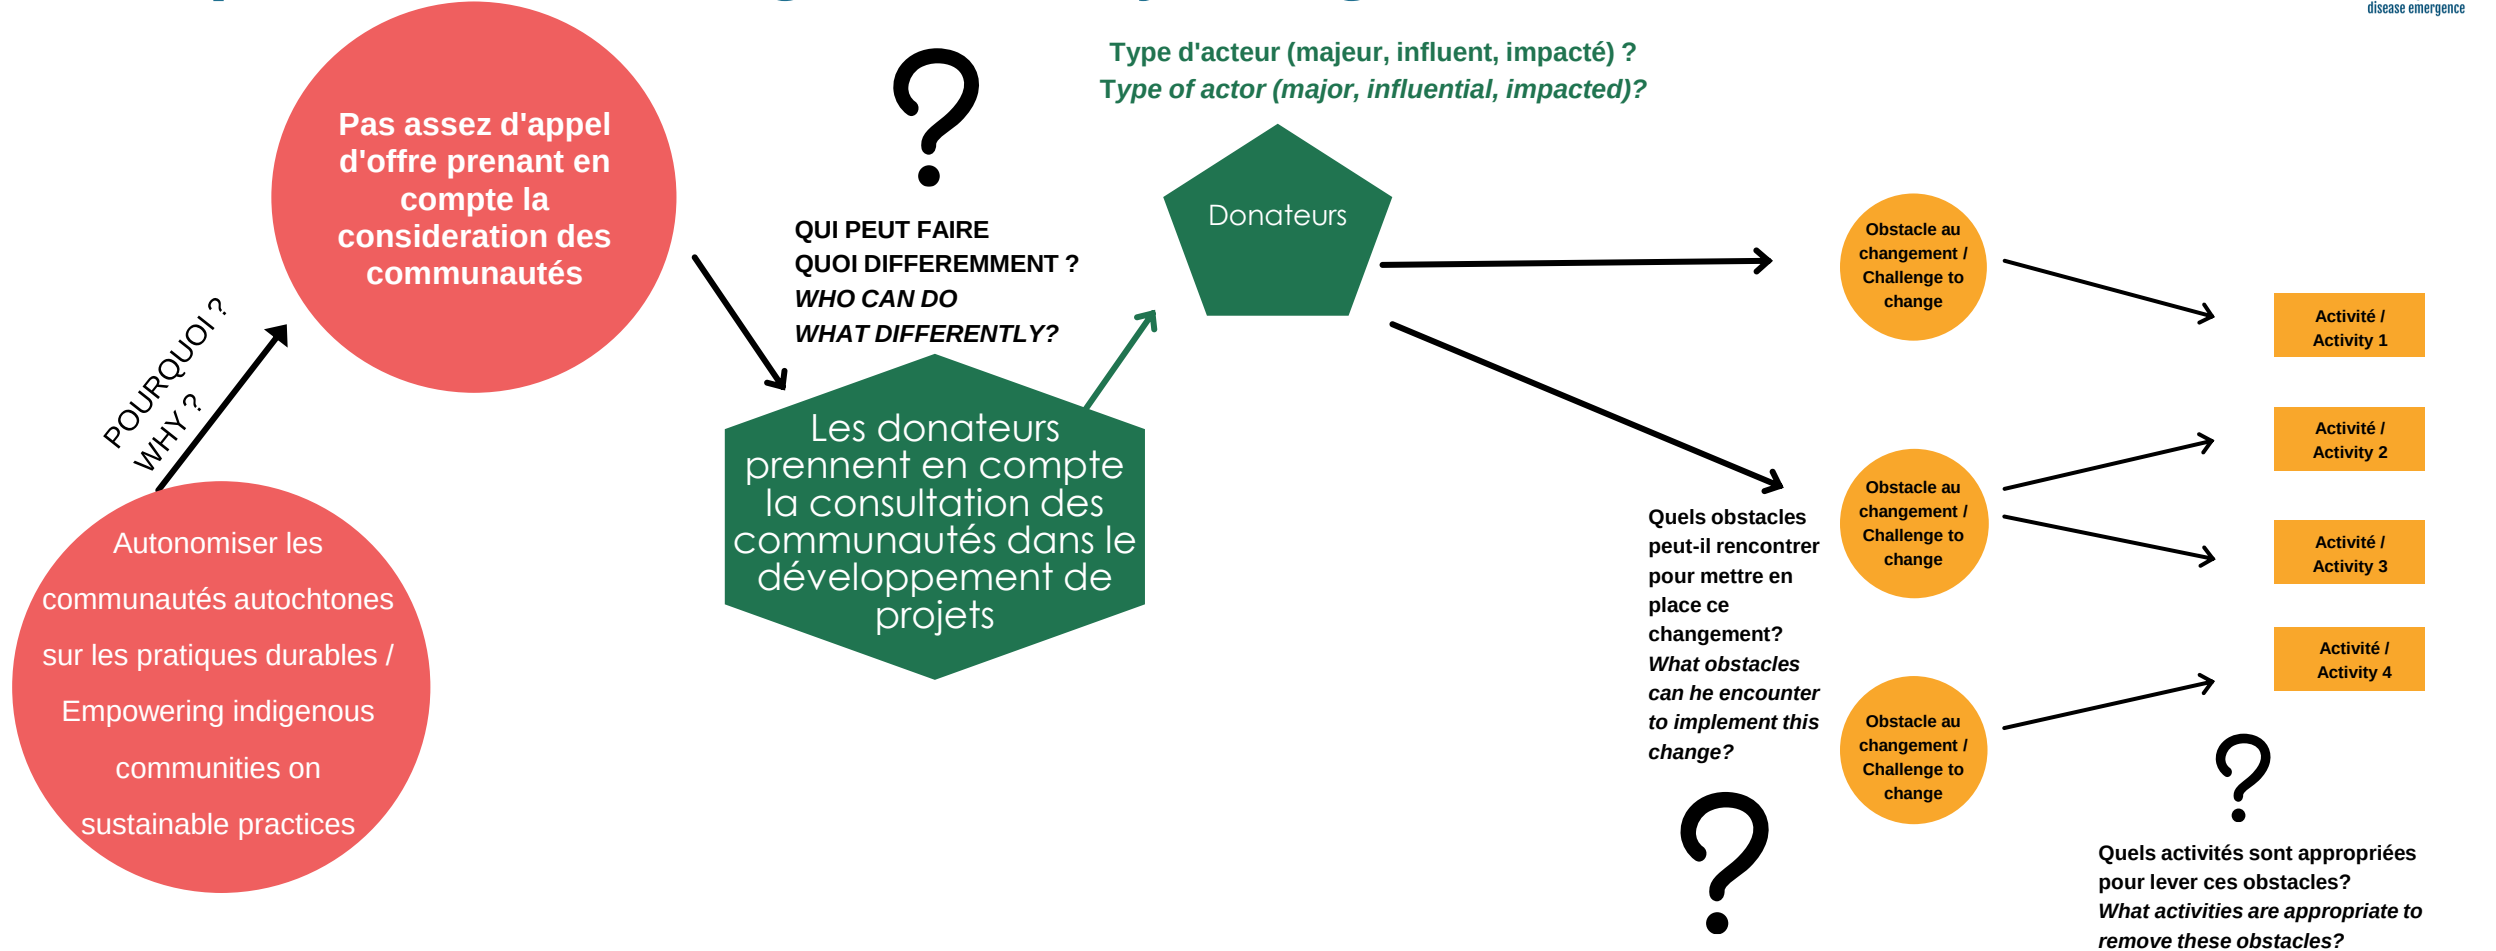 disease emergence
Type d'acteur (majeur, influent, impacté) ?
Type of actor (major, influential, impacted)?
Pas assez d'appel
d'offre prenant en
compte la
consideration des
communautés
POURQUOI ?
WHY ?
Autonomiser les
communautés autochtones
sur les pratiques durables /
Empowering indigenous
communities on
sustainable practices
?
QUI PEUT FAIRE
QUOI DIFFEREMMENT ?
WHO CAN DO
WHAT DIFFERENTLY?
Les donateurs
prennent en compte
la consultation des
communautés dans le
développement de
projets
Donateurs
Quels obstacles
peut-il rencontrer
pour mettre en
place ce
changement?
What obstacles
can he encounter
to implement this
change?
?
Obstacle au
changement /
Challenge to
change
Obstacle au
changement /
Challenge to
change
Obstacle au
changement /
Challenge to
change
Activité /
Activity 1
Activité /
Activity 2
Activité /
Activity 3
Activité /
Activity 4
?
Quels activités sont appropriées
pour lever ces obstacles?
What activities are appropriate to
remove these obstacles?